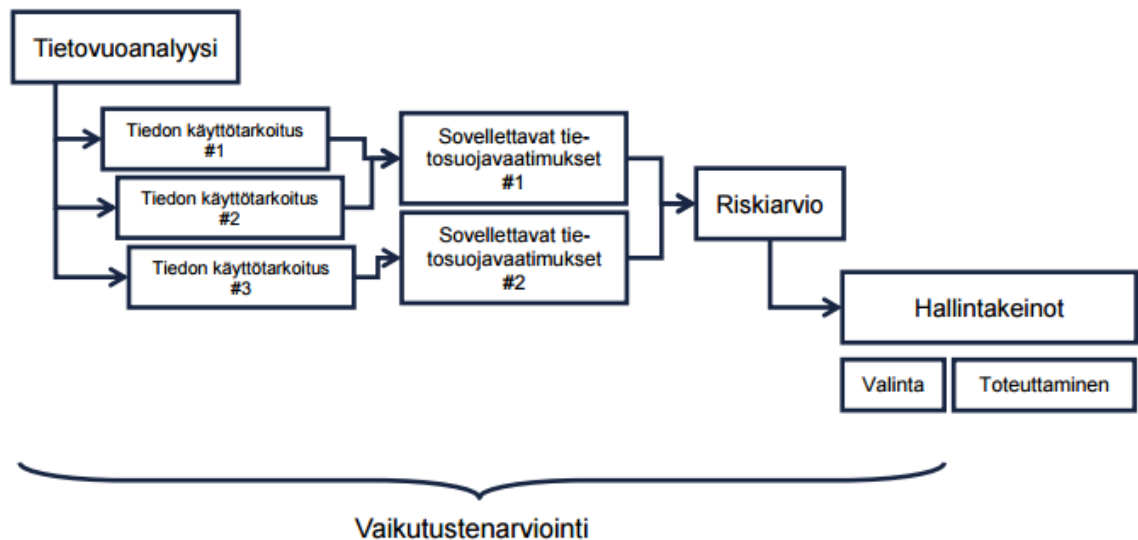 Tietovuoanalyysi
Tiedon käyttötarkoitus
#1
Tiedon käyttötarkoitus
#2
Tiedon käyttötarkoitus
#3
Sovellettavat tie-
tosuojavaatimukset
#1
Sovellettavat tie-
tosuojavaatimukset
#2
Riskiarvio
Hallintakeinot
Valinta
Toteuttaminen
Vaikutustenarviointi